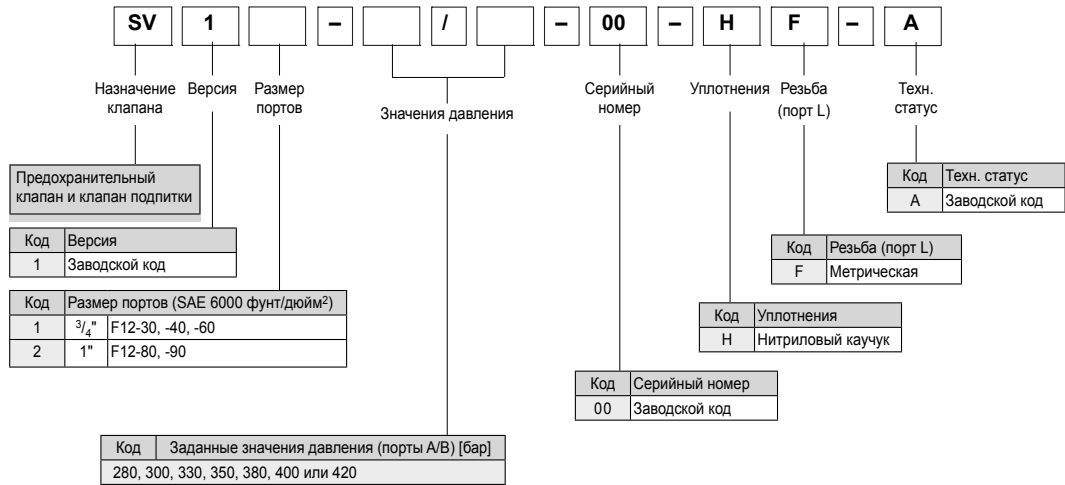 SV 1 – / – 00 – H F – A
Назначение клапана
Версия
Размер портов
Значения давления
Серийный номер
Уплотнения
Резьба (порт L)
Техн. статус
Предохранительный
клапан и клапан подпитки
Код Версия
1 Заводской код
Код Размер портов (SAE 6000 фунт/дюйм²)
1 ³/₄" F12-30, -40, -60
2 1" F12-80, -90
Код Заданные значения давления (порты A/B) [бар]
280, 300, 330, 350, 380, 400 или 420
Код Серийный номер
00 Заводской код
Код Уплотнения
H Нитриловый каучук
Код Резьба (порт L)
F Метрическая
Код Техн. статус
A Заводской код